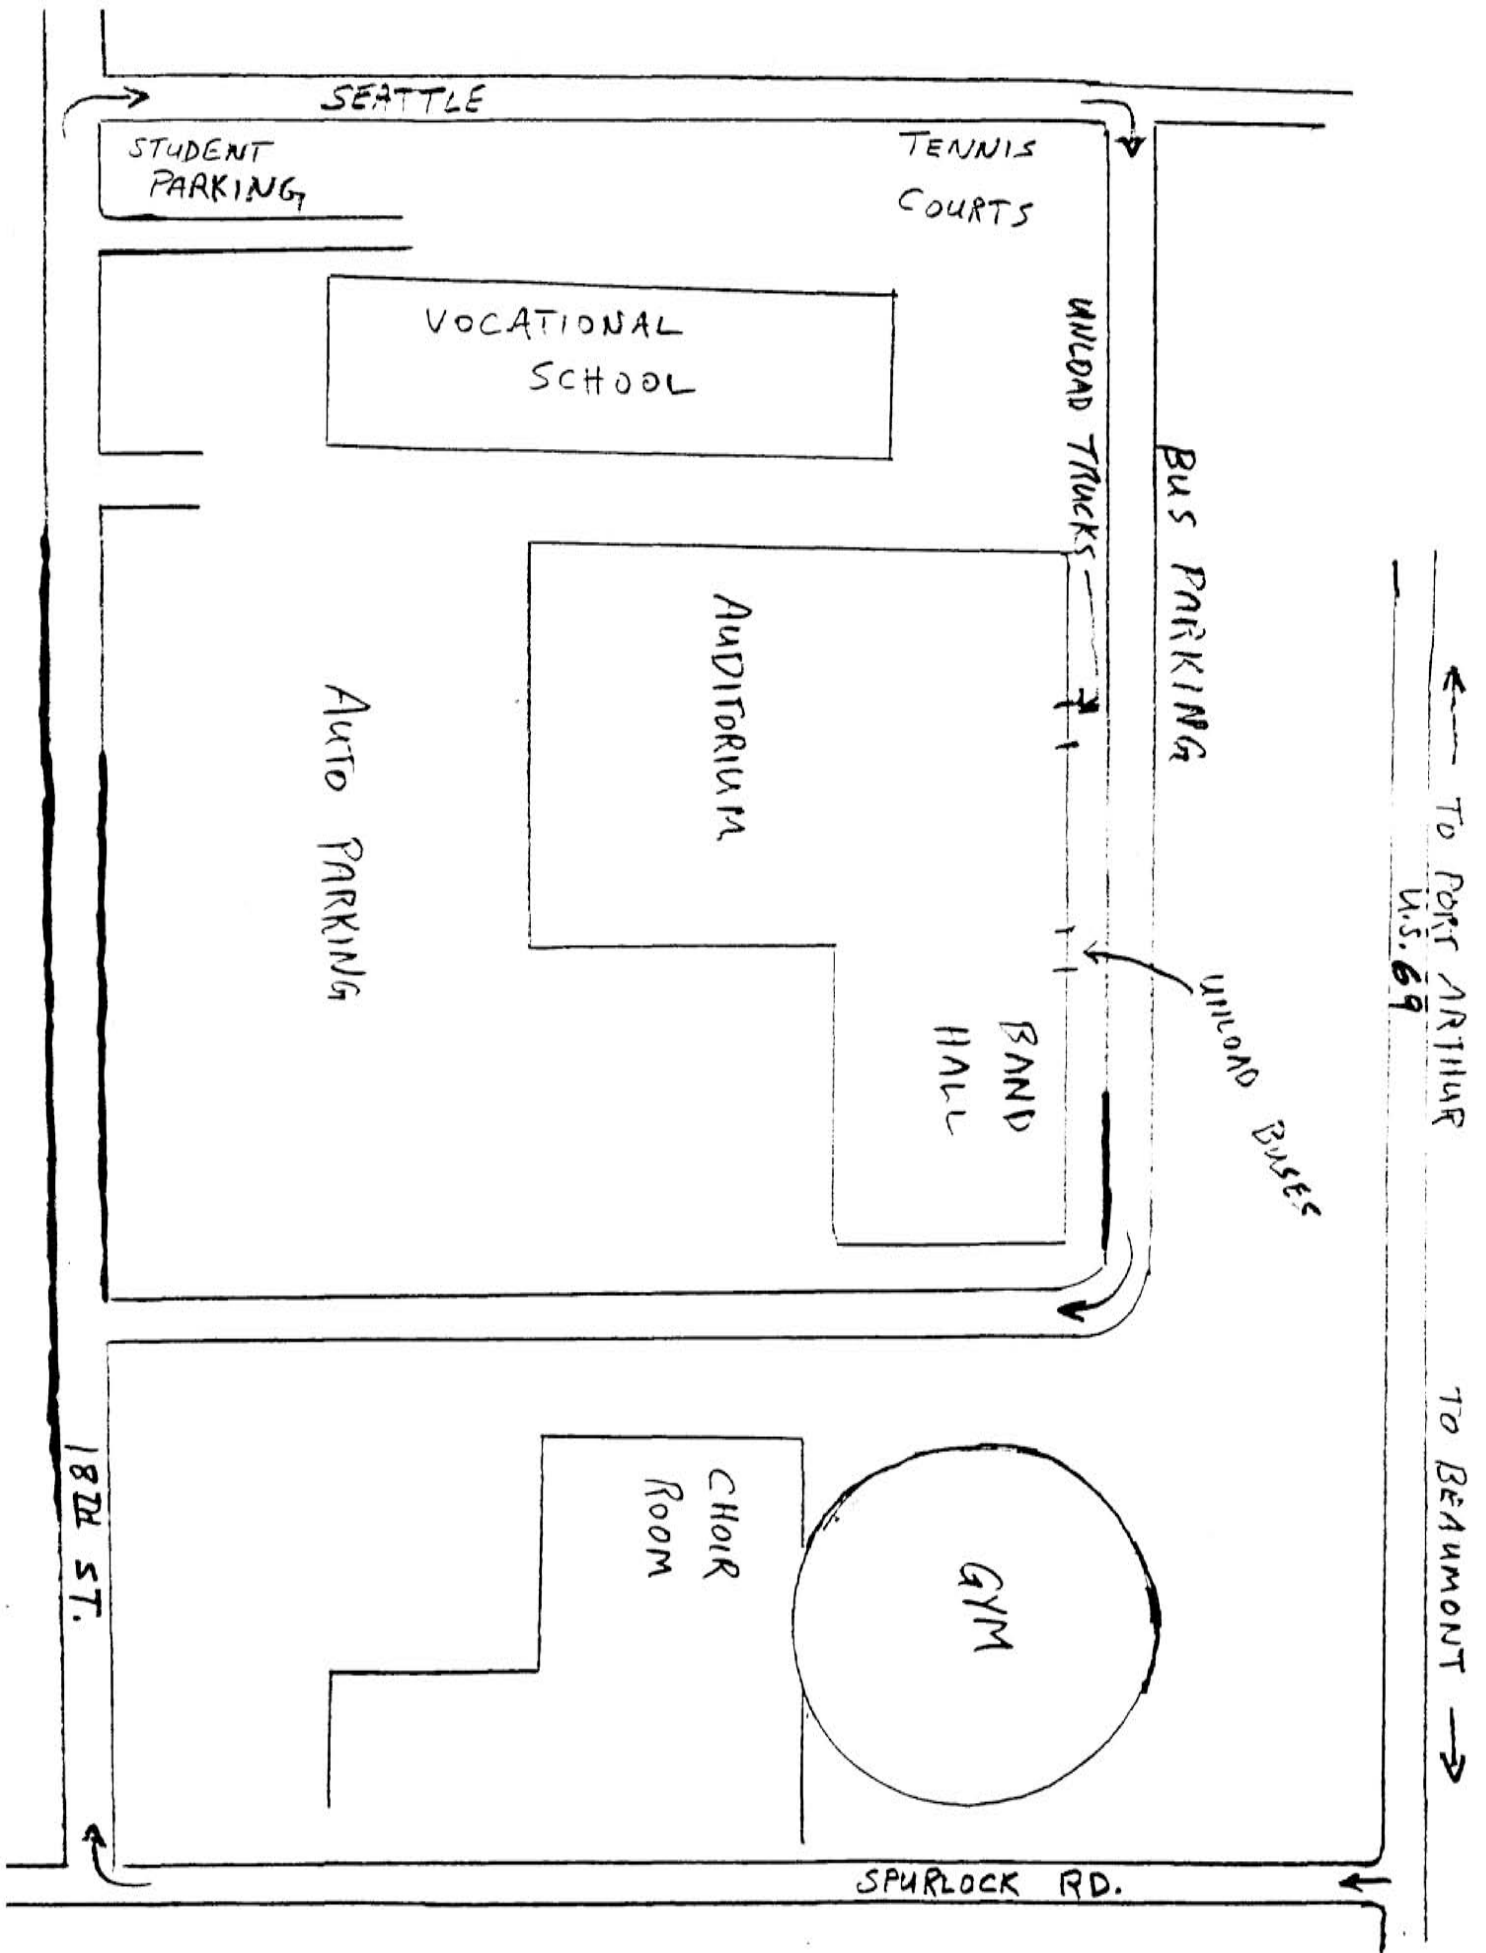 SEATTLE
STUDENT
PARKING
TENNIS
COURTS
VOCATIONAL
SCHOOL
UNLOAD TRUCKS
BUS PARKING
AUDITORIUM
AUTO PARKING
BAND
HALL
UNLOAD BUSES
TO PORT ARTHUR
U.S. 69
TO BEAUMONT
CHOIR
ROOM
GYM
18TH ST.
SPURLOCK RD.